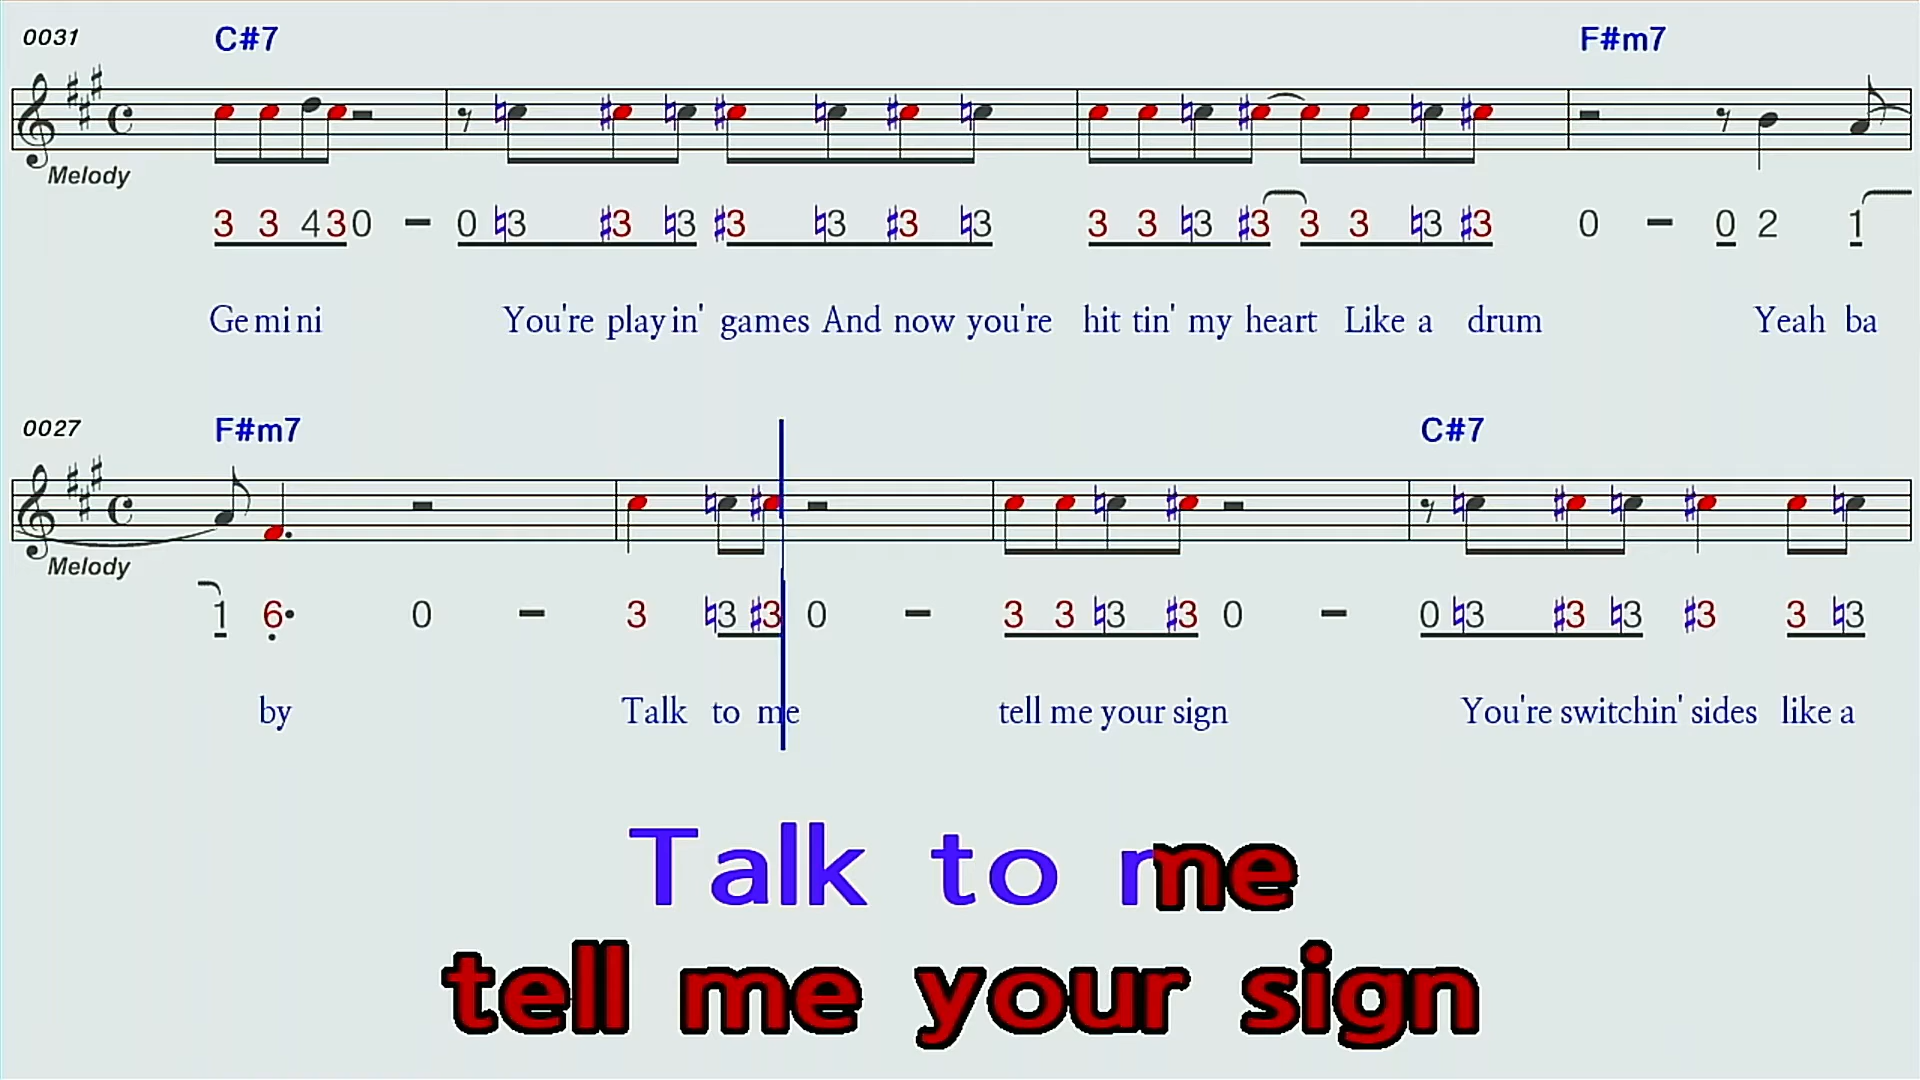 0031 C#7 F#m7
Melody
3 3 4 3 0 – 0 ♮3 #3 ♮3 #3 ♮3 #3 ♮3 3 3 ♮3 #3 3 3 ♮3 #3 0 – 0 2 1
Gemini You're playin' games And now you're hit tin' my heart Like a drum Yeah ba
0027 F#m7 C#7
Melody
1 6• 0 – 3 ♮3 #3 0 – 3 3 ♮3 #3 0 – 0 ♮3 #3 ♮3 #3 3 ♮3
by Talk to me tell me your sign You're switchin' sides like a
Talk to me
tell me your sign